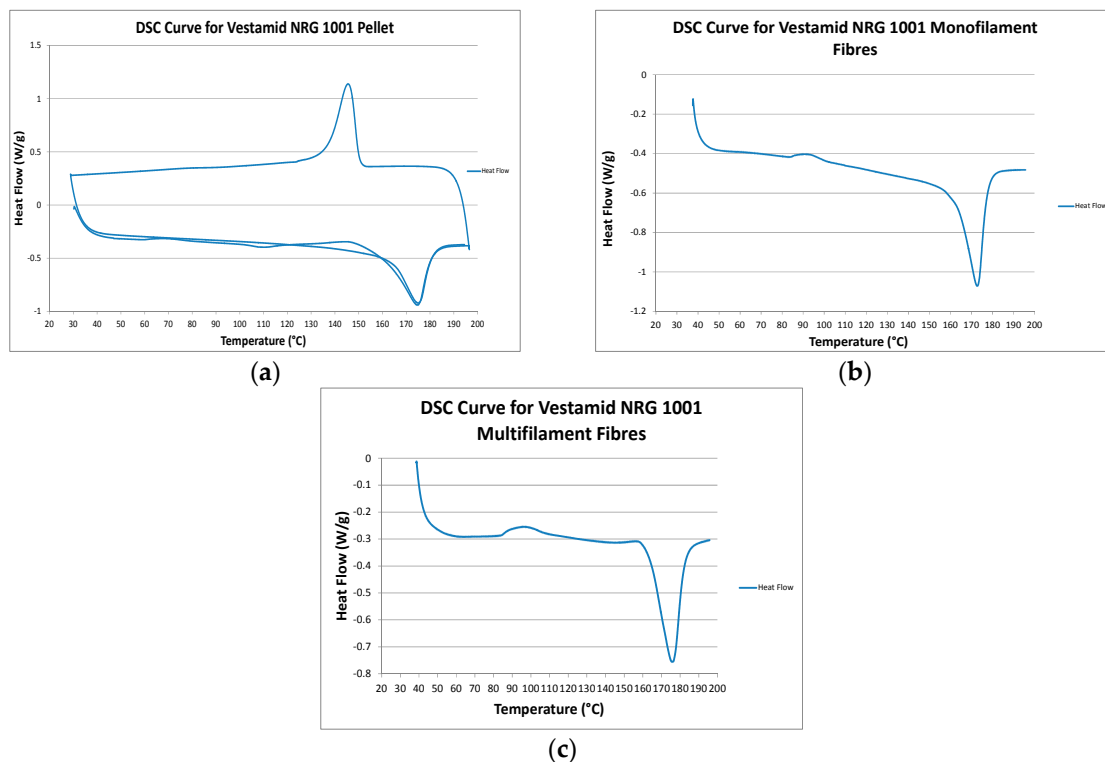 DSC Curve for Vestamid NRG 1001 Pellet
1.5
1
0.5
0
-0.5
-1
Heat Flow (W/g)
Heat Flow
20 30 40 50 60 70 80 90 100 110 120 130 140 150 160 170 180 190 200
Temperature (°C)
(a)
DSC Curve for Vestamid NRG 1001 Monofilament
Fibres
0
-0.2
-0.4
-0.6
-0.8
-1
-1.2
Heat Flow (W/g)
Heat Flow
20 30 40 50 60 70 80 90 100 110 120 130 140 150 160 170 180 190 200
Temperature (°C)
(b)
DSC Curve for Vestamid NRG 1001
Multifilament Fibres
0
-0.1
-0.2
-0.3
-0.4
-0.5
-0.6
-0.7
-0.8
Heat Flow (W/g)
Heat Flow
20 30 40 50 60 70 80 90 100 110 120 130 140 150 160 170 180 190 200
Temperature (°C)
(c)